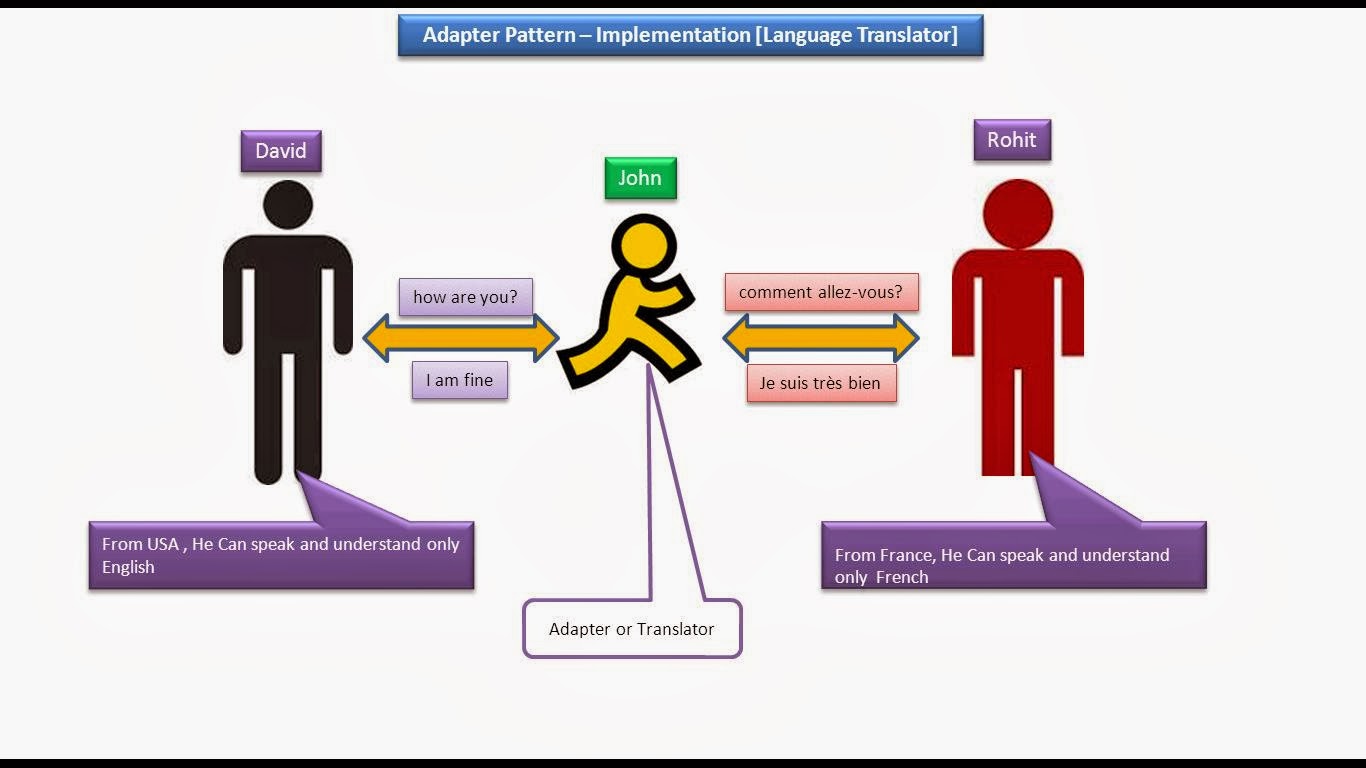 Adapter Pattern – Implementation [Language Translator]
David
John
Rohit
how are you?
I am fine
comment allez-vous?
Je suis très bien
From USA , He Can speak and understand only
English
Adapter or Translator
From France, He Can speak and understand
only French